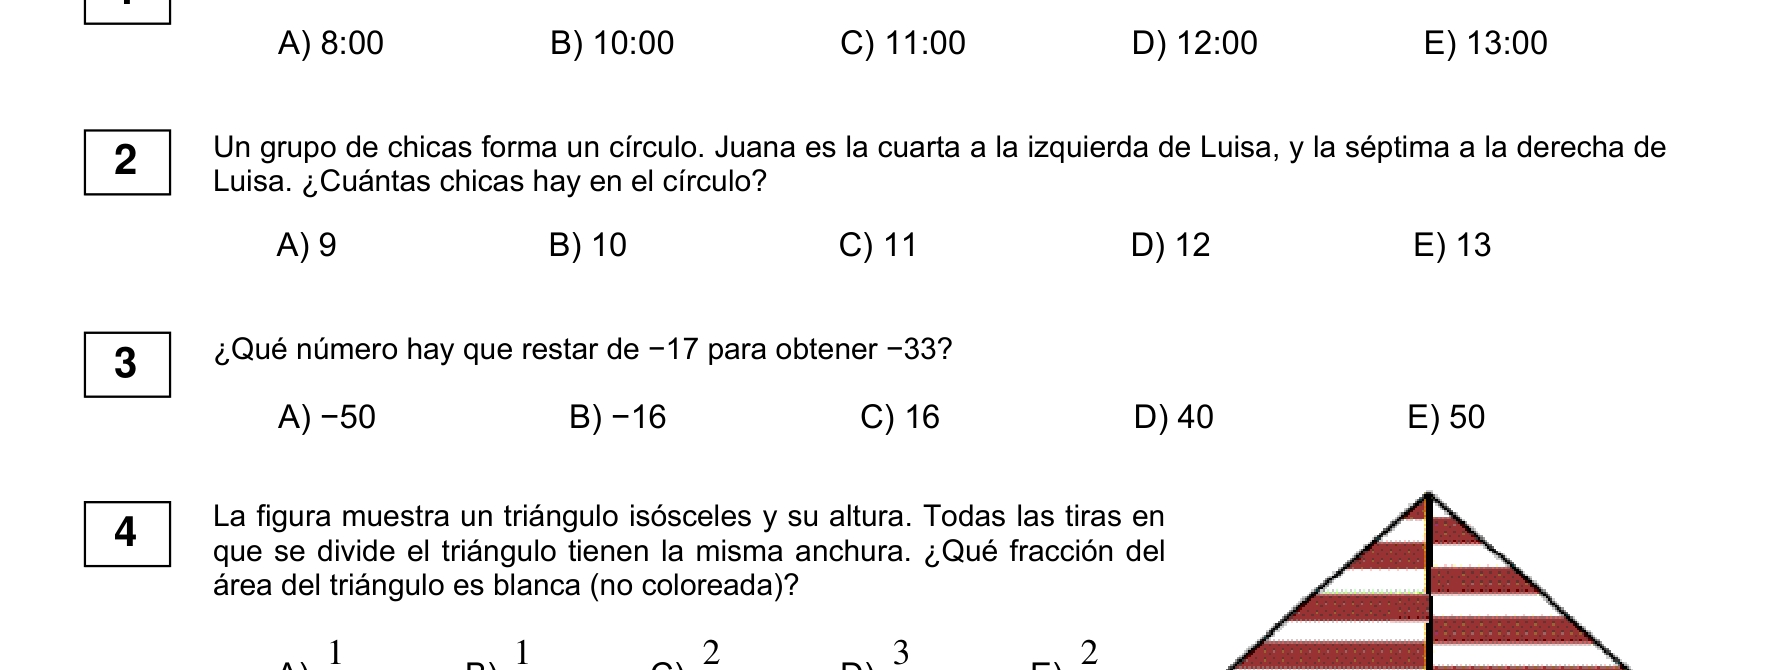 A) 8:00 B) 10:00 C) 11:00 D) 12:00 E) 13:00
2 Un grupo de chicas forma un círculo. Juana es la cuarta a la izquierda de Luisa, y la séptima a la derecha de
Luisa. ¿Cuántas chicas hay en el círculo?
A) 9 B) 10 C) 11 D) 12 E) 13
3 ¿Qué número hay que restar de −17 para obtener −33?
A) −50 B) −16 C) 16 D) 40 E) 50
4 La figura muestra un triángulo isósceles y su altura. Todas las tiras en
que se divide el triángulo tienen la misma anchura. ¿Qué fracción del
área del triángulo es blanca (no coloreada)?
A) 1 B) 1 C) 2 D) 3 E) 2